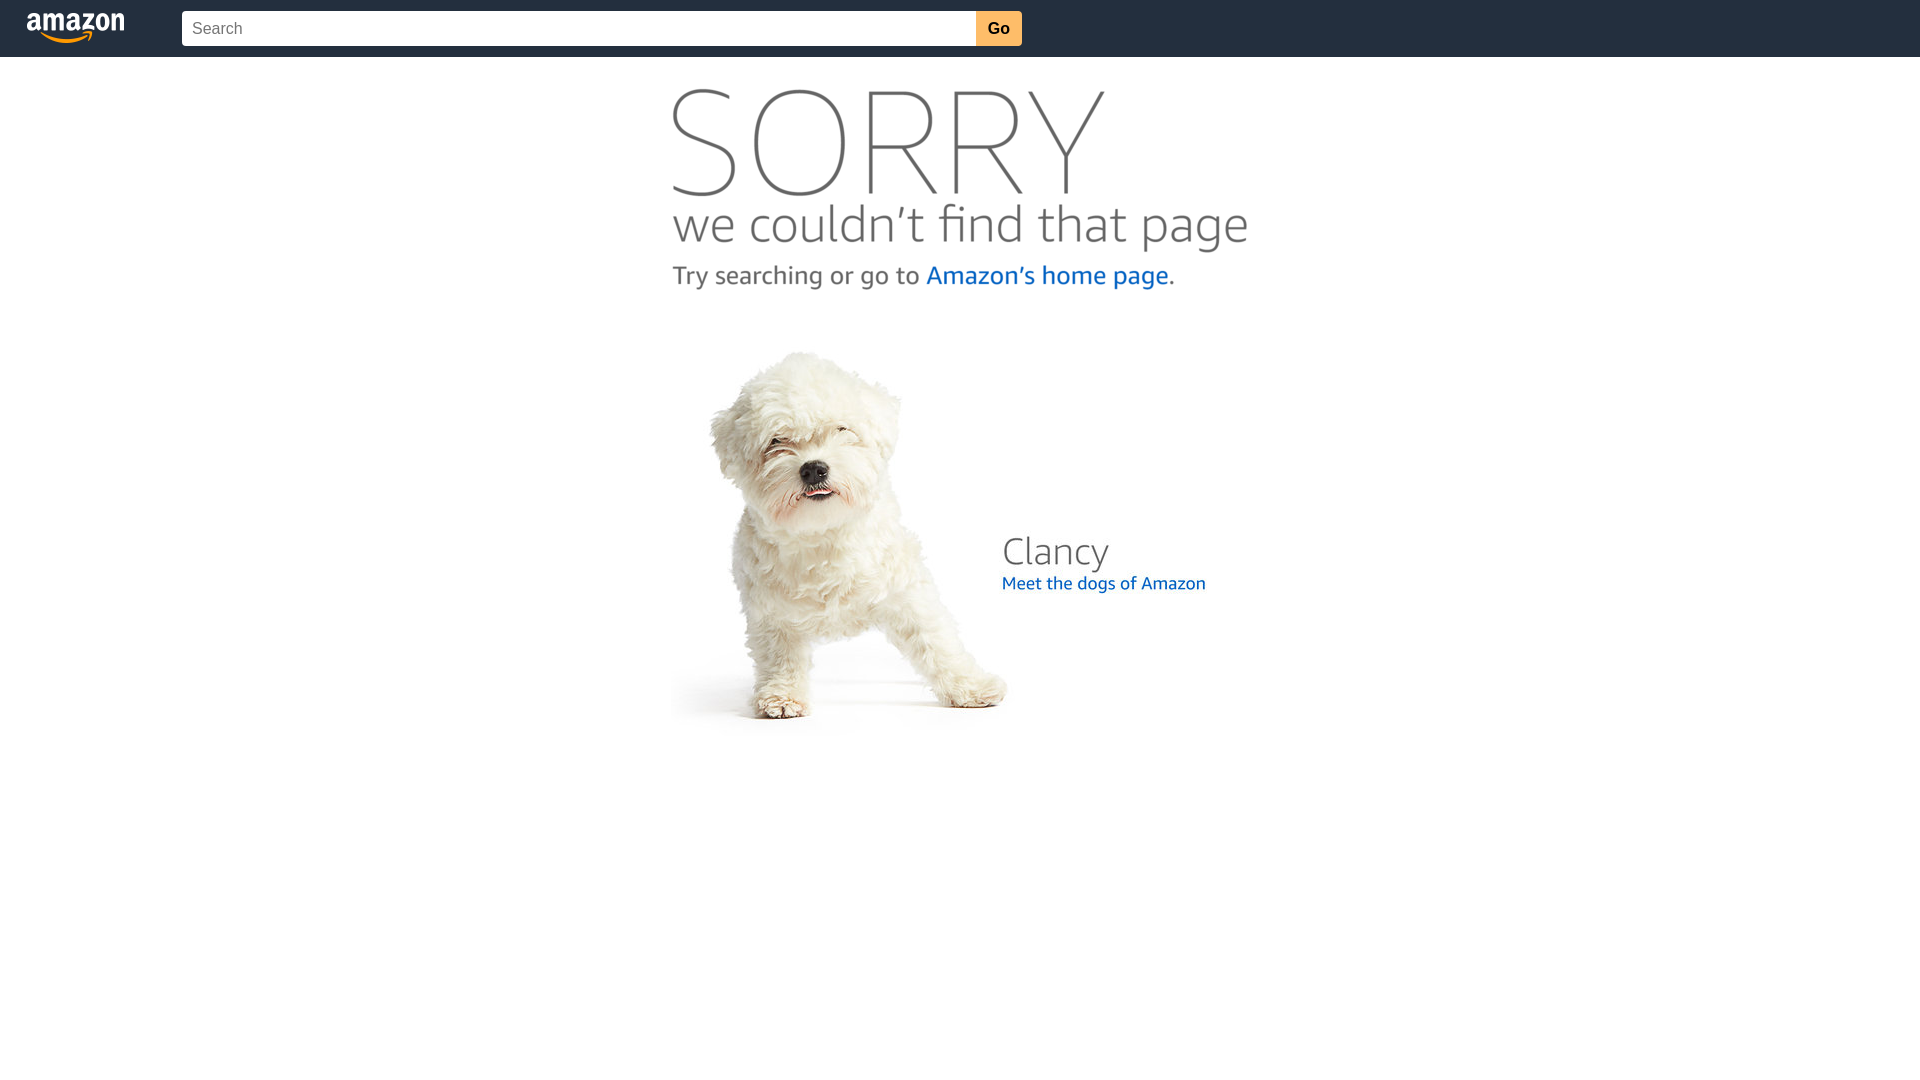 amazon
Search
Go
SORRY
we couldn't find that page
Try searching or go to Amazon's home page.
Clancy
Meet the dogs of Amazon